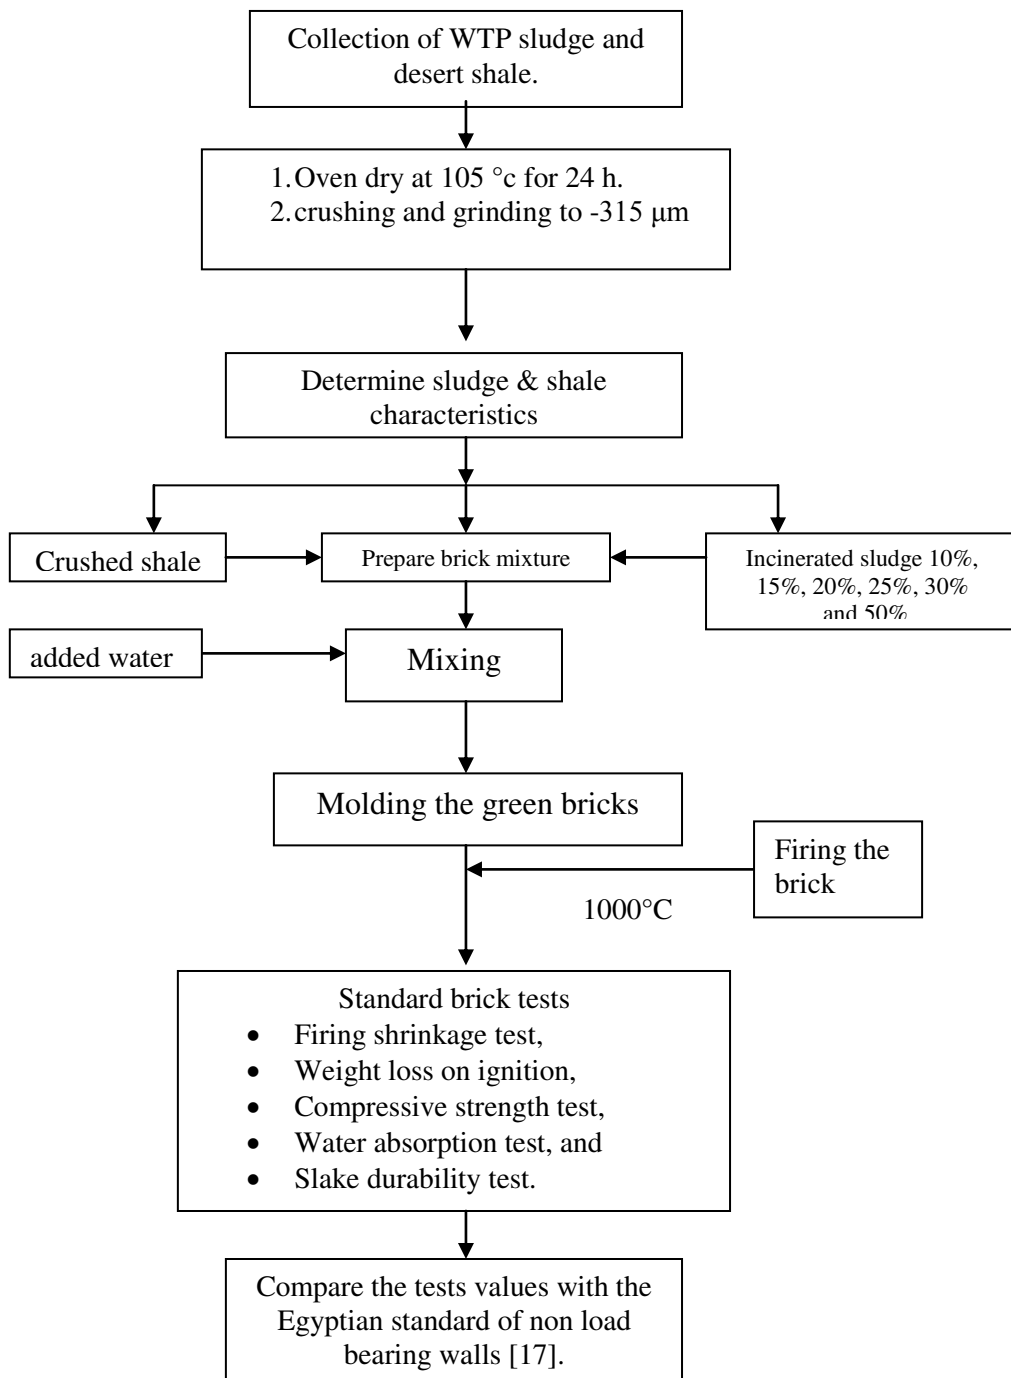 Collection of WTP sludge and
desert shale.
1. Oven dry at 105 °c for 24 h.
2. crushing and grinding to -315 μm
Determine sludge & shale
characteristics
Crushed shale
Prepare brick mixture
Incinerated sludge 10%,
15%, 20%, 25%, 30%
and 50%
added water
Mixing
Molding the green bricks
Firing the
brick
1000°C
Standard brick tests
• Firing shrinkage test,
• Weight loss on ignition,
• Compressive strength test,
• Water absorption test, and
• Slake durability test.
Compare the tests values with the
Egyptian standard of non load
bearing walls [17].